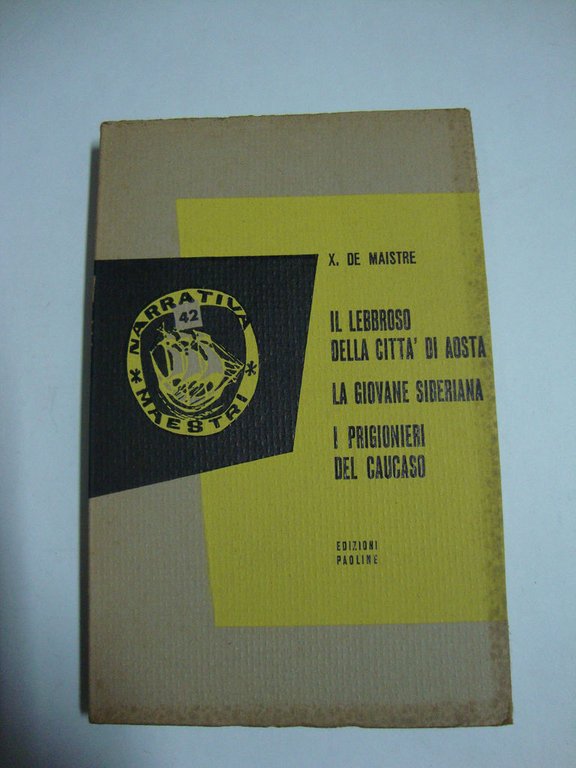 NARRATIVA
42
* MAESTRI *
X. DE MAISTRE
IL LEBBROSO
DELLA CITTA' DI AOSTA
LA GIOVANE SIBERIANA
I PRIGIONIERI
DEL CAUCASO
EDIZIONI
PAOLINE